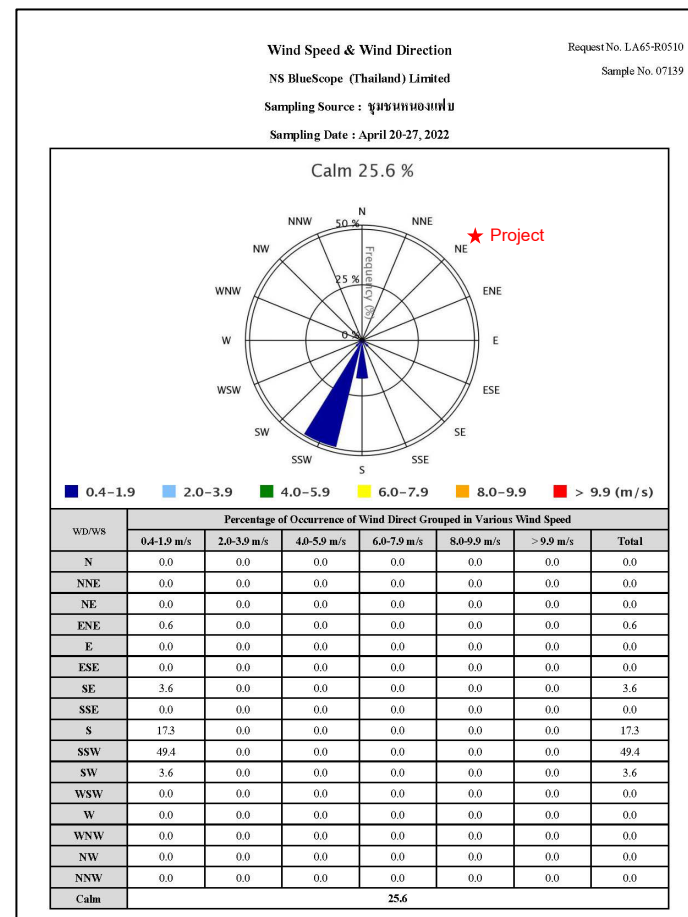 Request No. LA65-R0510
Sample No. 07139
Wind Speed & Wind Direction
NS BlueScope (Thailand) Limited
Sampling Source : ชุมชนหนองแฟบ
Sampling Date : April 20-27, 2022
Calm 25.6 %
N
NNE
NE
ENE
E
ESE
SE
SSE
S
SSW
SW
WSW
W
WNW
NW
NNW
50 %
25 %
0 %
Frequency (%)
★ Project
0.4-1.9 2.0-3.9 4.0-5.9 6.0-7.9 8.0-9.9 > 9.9 (m/s)
WD/WS Percentage of Occurrence of Wind Direct Grouped in Various Wind Speed
0.4-1.9 m/s 2.0-3.9 m/s 4.0-5.9 m/s 6.0-7.9 m/s 8.0-9.9 m/s > 9.9 m/s Total
N 0.0 0.0 0.0 0.0 0.0 0.0 0.0
NNE 0.0 0.0 0.0 0.0 0.0 0.0 0.0
NE 0.0 0.0 0.0 0.0 0.0 0.0 0.0
ENE 0.6 0.0 0.0 0.0 0.0 0.0 0.6
E 0.0 0.0 0.0 0.0 0.0 0.0 0.0
ESE 0.0 0.0 0.0 0.0 0.0 0.0 0.0
SE 3.6 0.0 0.0 0.0 0.0 0.0 3.6
SSE 0.0 0.0 0.0 0.0 0.0 0.0 0.0
S 17.3 0.0 0.0 0.0 0.0 0.0 17.3
SSW 49.4 0.0 0.0 0.0 0.0 0.0 49.4
SW 3.6 0.0 0.0 0.0 0.0 0.0 3.6
WSW 0.0 0.0 0.0 0.0 0.0 0.0 0.0
W 0.0 0.0 0.0 0.0 0.0 0.0 0.0
WNW 0.0 0.0 0.0 0.0 0.0 0.0 0.0
NW 0.0 0.0 0.0 0.0 0.0 0.0 0.0
NNW 0.0 0.0 0.0 0.0 0.0 0.0 0.0
Calm 25.6